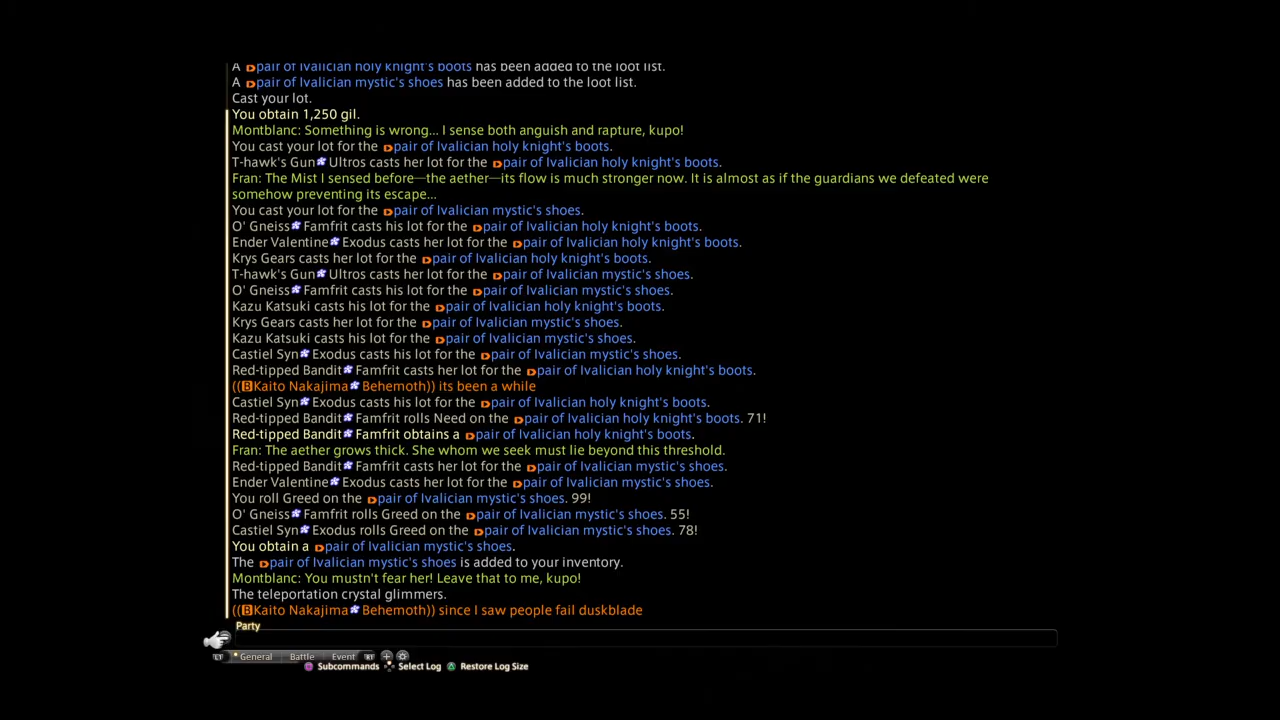 A pair of Ivalician holy knight's boots has been added to the loot list.
A pair of Ivalician mystic's shoes has been added to the loot list.
Cast your lot.
You obtain 1,250 gil.
Montblanc: Something is wrong... I sense both anguish and rapture, kupo!
You cast your lot for the pair of Ivalician holy knight's boots.
T-hawk's Gun Ultros casts her lot for the pair of Ivalician holy knight's boots.
Fran: The Mist I sensed before—the aether—its flow is much stronger now. It is almost as if the guardians we defeated were
somehow preventing its escape...
You cast your lot for the pair of Ivalician mystic's shoes.
O' Gneiss Famfrit casts his lot for the pair of Ivalician holy knight's boots.
Ender Valentine Exodus casts her lot for the pair of Ivalician holy knight's boots.
Krys Gears casts her lot for the pair of Ivalician holy knight's boots.
T-hawk's Gun Ultros casts her lot for the pair of Ivalician mystic's shoes.
O' Gneiss Famfrit casts his lot for the pair of Ivalician mystic's shoes.
Kazu Katsuki casts his lot for the pair of Ivalician holy knight's boots.
Krys Gears casts her lot for the pair of Ivalician mystic's shoes.
Kazu Katsuki casts his lot for the pair of Ivalician mystic's shoes.
Castiel Syn Exodus casts his lot for the pair of Ivalician mystic's shoes.
Red-tipped Bandit Famfrit casts her lot for the pair of Ivalician holy knight's boots.
((B Kaito Nakajima Behemoth)) its been a while
Castiel Syn Exodus casts his lot for the pair of Ivalician holy knight's boots.
Red-tipped Bandit Famfrit rolls Need on the pair of Ivalician holy knight's boots. 71!
Red-tipped Bandit Famfrit obtains a pair of Ivalician holy knight's boots.
Fran: The aether grows thick. She whom we seek must lie beyond this threshold.
Red-tipped Bandit Famfrit casts her lot for the pair of Ivalician mystic's shoes.
Ender Valentine Exodus casts her lot for the pair of Ivalician mystic's shoes.
You roll Greed on the pair of Ivalician mystic's shoes. 99!
O' Gneiss Famfrit rolls Greed on the pair of Ivalician mystic's shoes. 55!
Castiel Syn Exodus rolls Greed on the pair of Ivalician mystic's shoes. 78!
You obtain a pair of Ivalician mystic's shoes.
The pair of Ivalician mystic's shoes is added to your inventory.
Montblanc: You mustn't fear her! Leave that to me, kupo!
The teleportation crystal glimmers.
((B Kaito Nakajima Behemoth)) since I saw people fail duskblade
Party
L1 General Battle Event R1
Subcommands Select Log Restore Log Size